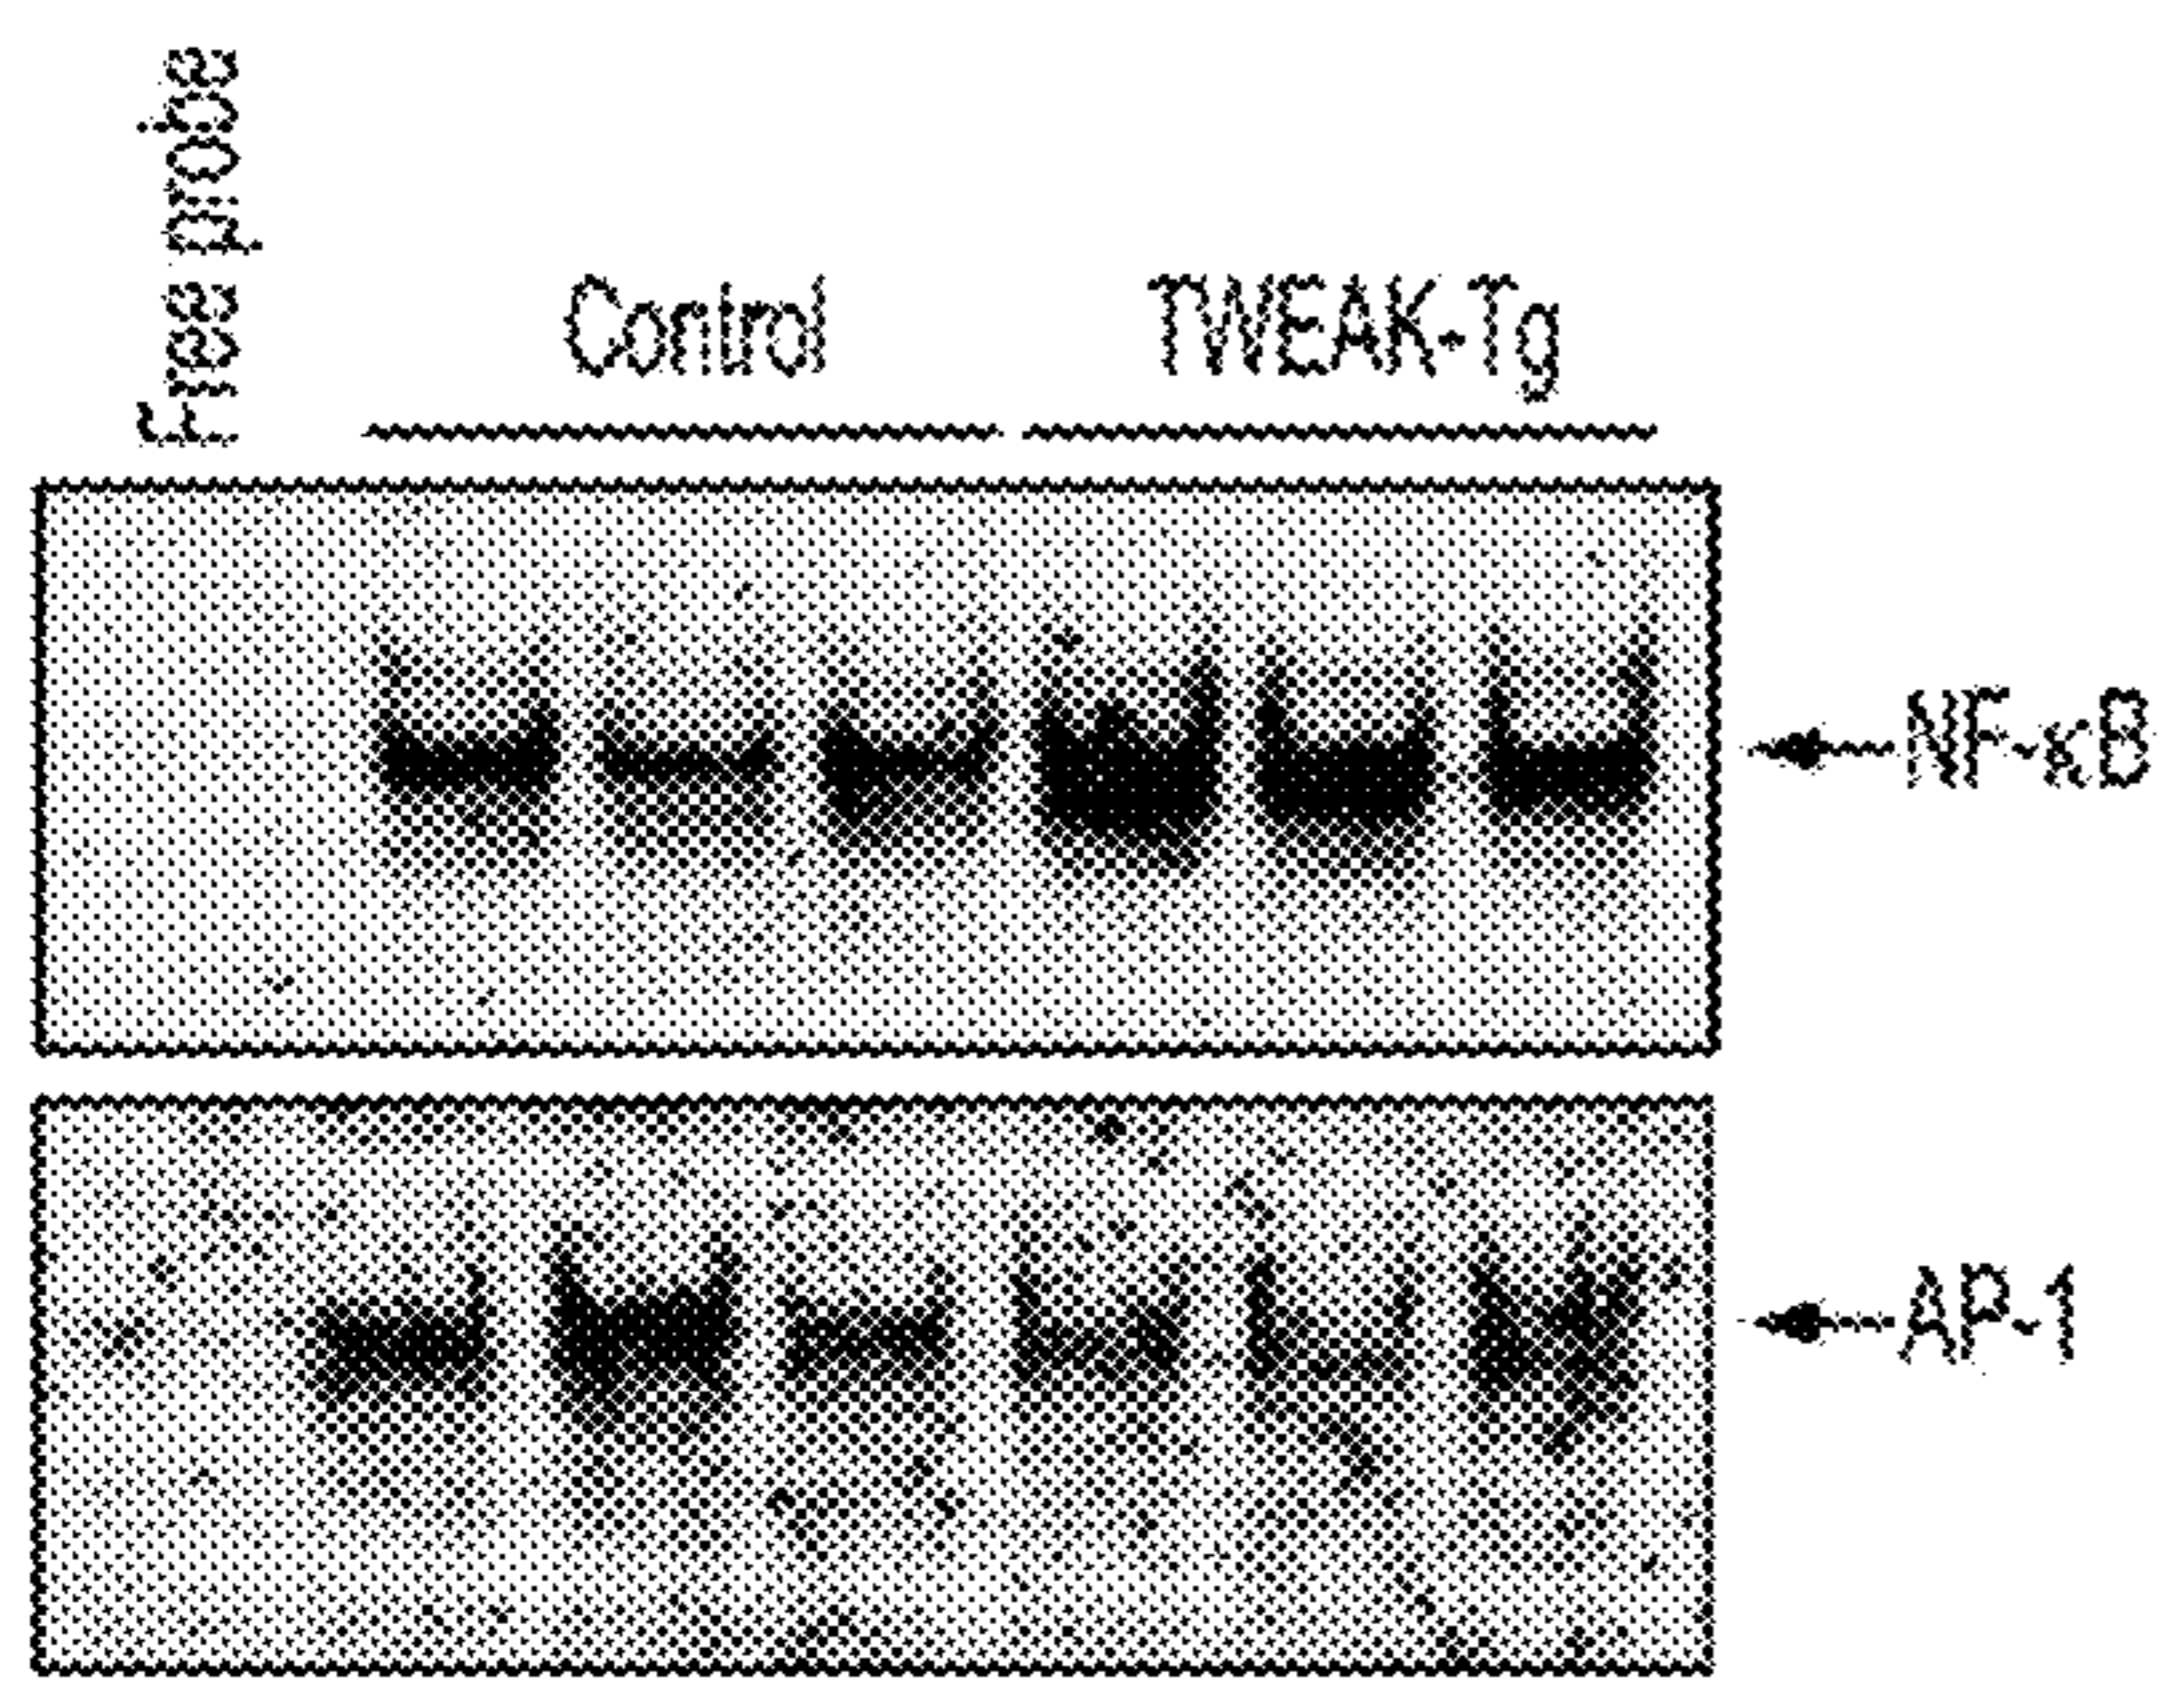 Free probe
Control
TWEAK-Tg
NF-κB
AP-1